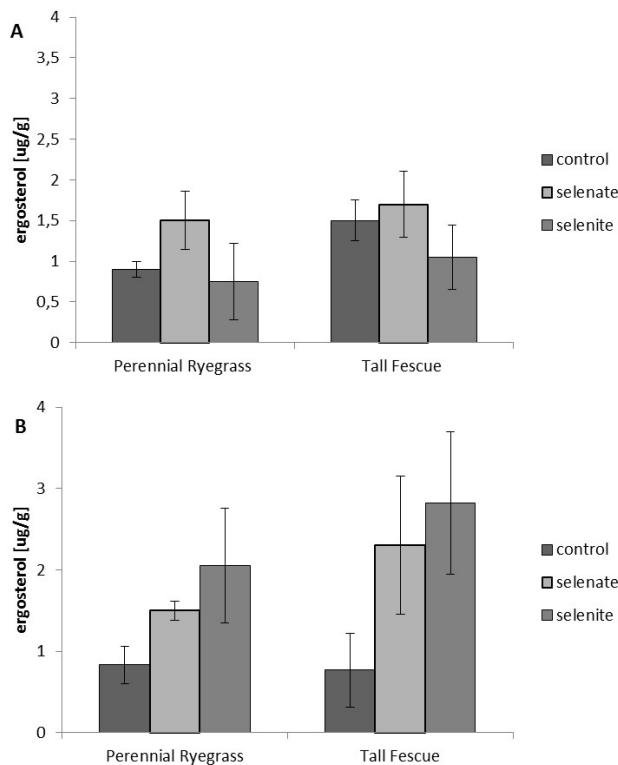 A
ergosterol [ug/g]
4
3,5
3
2,5
2
1,5
1
0,5
0
Perennial Ryegrass
Tall Fescue
control
selenate
selenite
B
ergosterol [ug/g]
4
3
2
1
0
Perennial Ryegrass
Tall Fescue
control
selenate
selenite